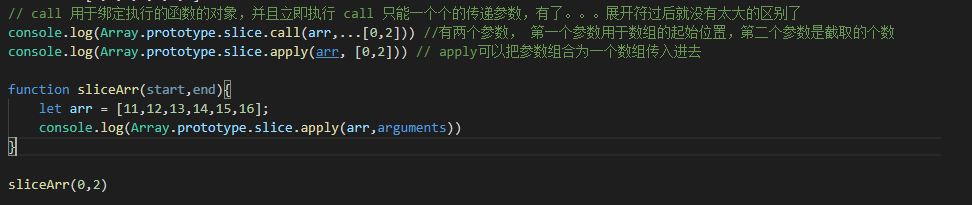 // call 用于绑定执行的函数的对象，并且立即执行 call 只能一个个的传递参数，有了。。。展开符过后就没有太大的区别了
console.log(Array.prototype.slice.call(arr,...[0,2])) //有两个参数， 第一个参数用于数组的起始位置，第二个参数是截取的个数
console.log(Array.prototype.slice.apply(arr, [0,2])) // apply可以把参数组合为一个数组传入进去
function sliceArr(start,end){
let arr = [11,12,13,14,15,16];
console.log(Array.prototype.slice.apply(arr,arguments))
}
sliceArr(0,2)